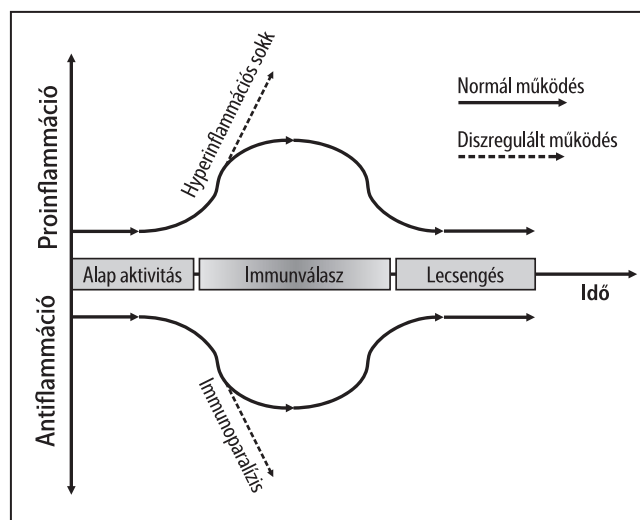 Proinflammáció
Hyperinflammációs sokk
Normál működés
Diszregulált működés
Alap aktivitás
Immunválasz
Lecsengés
Idő
Antiflammáció
Immunoparalízis